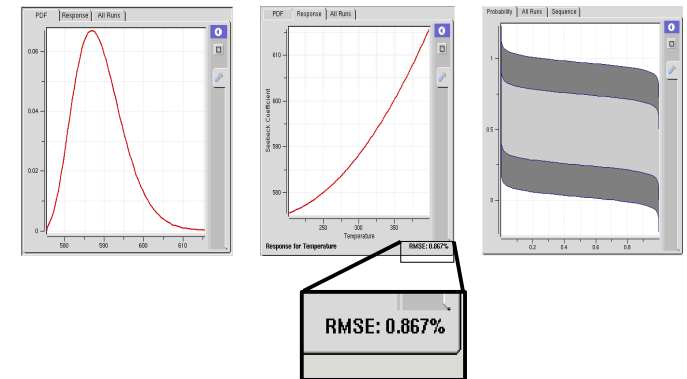 PDF Response All Runs
0.06
0.04
0.02
0
580 590 600 610
PDF Response All Runs
610
600
590
580
Seebeck Coefficient
250 300 350
Temperature
Response for Temperature RMSE: 0.867%
RMSE: 0.867%
Probability All Runs Sequence
1
0.5
0
0.2 0.4 0.6 0.8